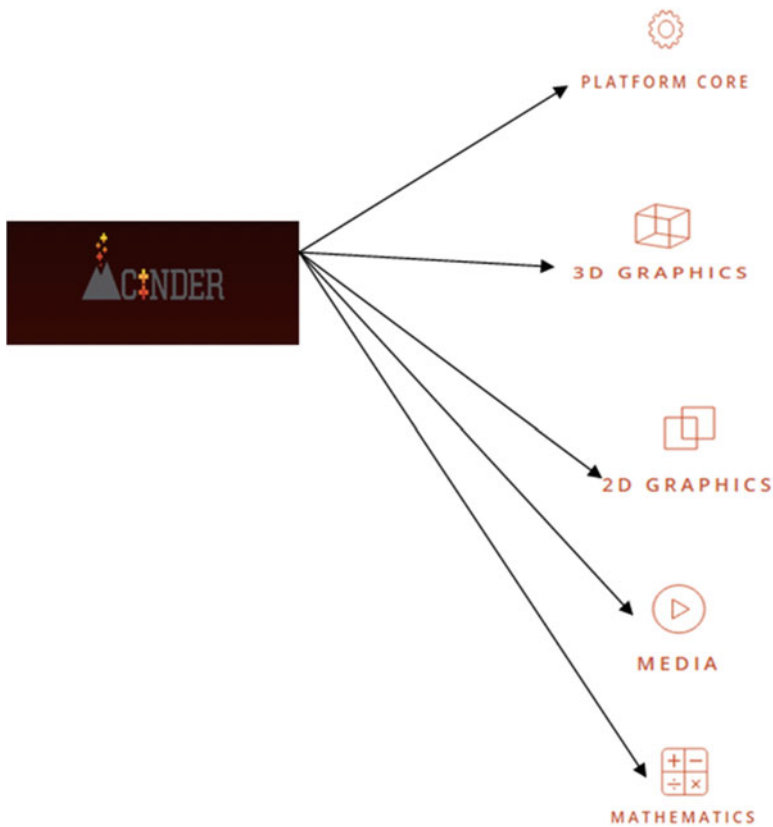 PLATFORM CORE
CINDER
3D GRAPHICS
2D GRAPHICS
MEDIA
MATHEMATICS